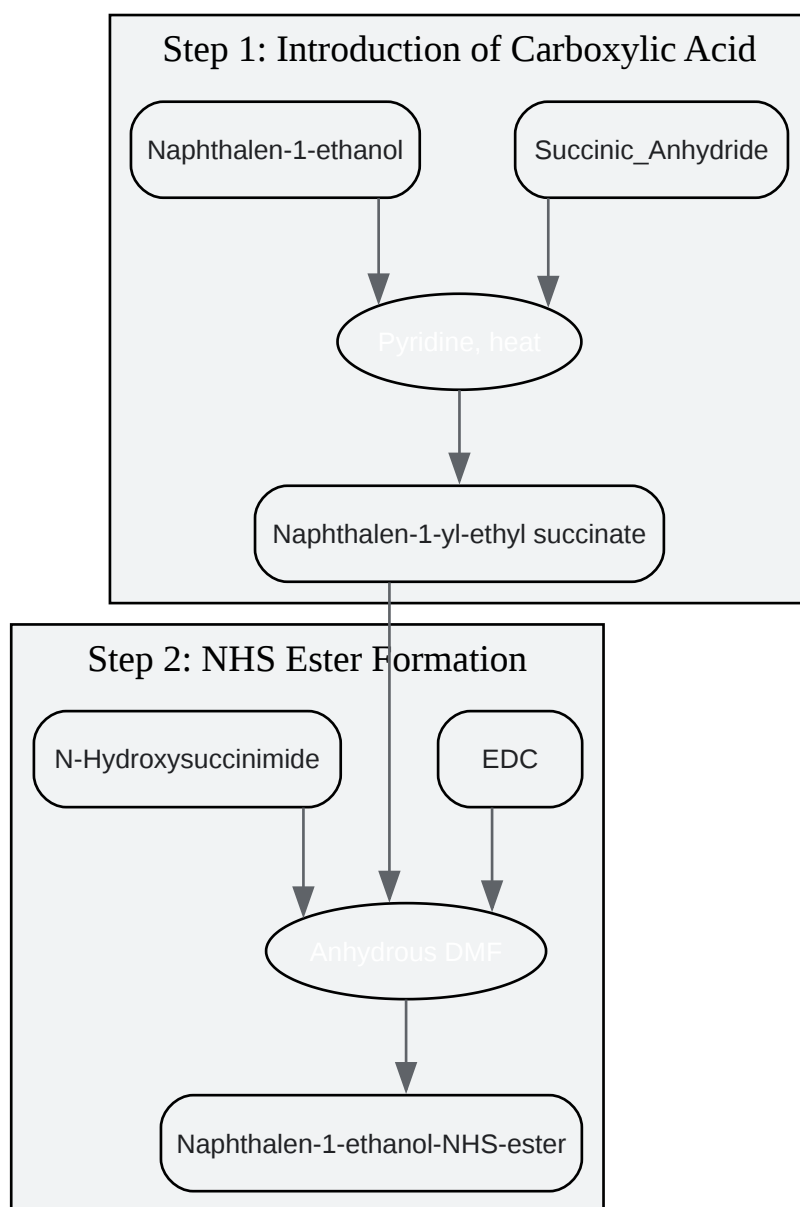 Step 1: Introduction of Carboxylic Acid
Naphthalen-1-ethanol
Succinic_Anhydride
Pyridine, heat
Naphthalen-1-yl-ethyl succinate
Step 2: NHS Ester Formation
N-Hydroxysuccinimide
EDC
Anhydrous DMF
Naphthalen-1-ethanol-NHS-ester